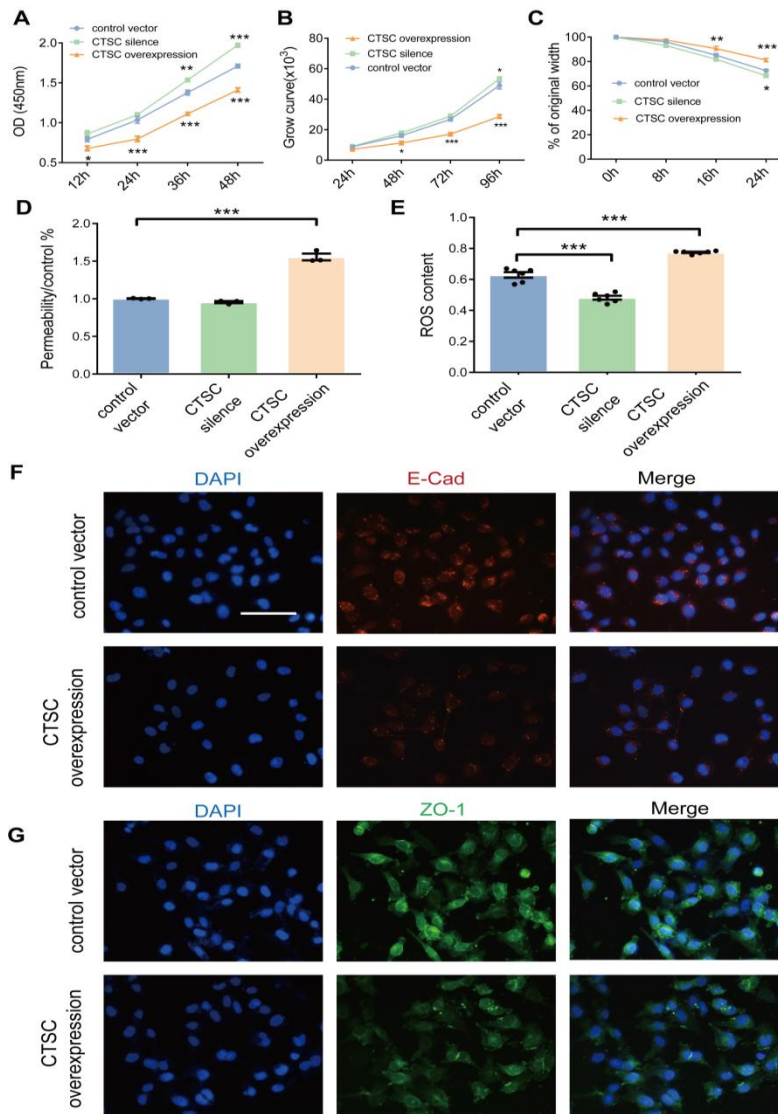 A
control vector
CTSC silence
CTSC overexpression
OD (450nm)
2.0
1.5
1.0
0.5
12h
24h
36h
48h
*
***
**
***
***
***
B
CTSC overexpression
CTSC silence
control vector
Grow curve(x10³)
80
60
40
20
0
24h
48h
72h
96h
*
***
*
***
C
control vector
CTSC silence
CTSC overexpression
% of original width
100
80
60
40
20
0
0h
8h
16h
24h
**
***
*
D
***
Permeability/control %
2.0
1.5
1.0
0.5
0.0
control
vector
CTSC
silence
CTSC
overexpression
E
***
***
ROS content
1.0
0.8
0.6
0.4
0.2
0.0
control
vector
CTSC
silence
CTSC
overexpression
F
DAPI
E-Cad
Merge
control vector
CTSC
overexpression
G
DAPI
ZO-1
Merge
control vector
CTSC
overexpression